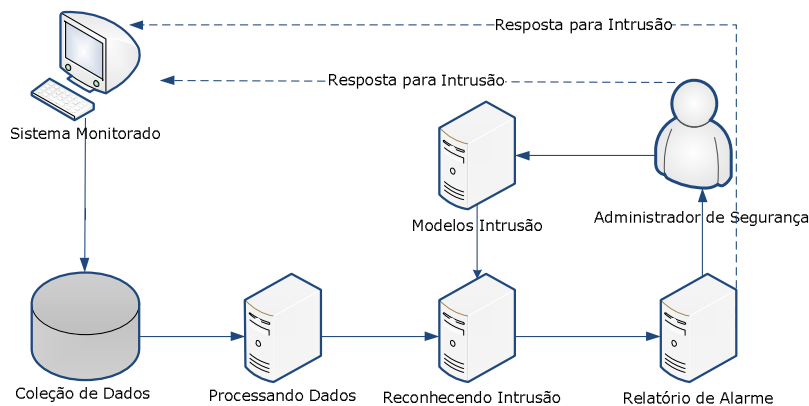 Resposta para Intrusão
Resposta para Intrusão
Sistema Monitorado
Modelos Intrusão
Administrador de Segurança
Coleção de Dados
Processando Dados
Reconhecendo Intrusão
Relatório de Alarme